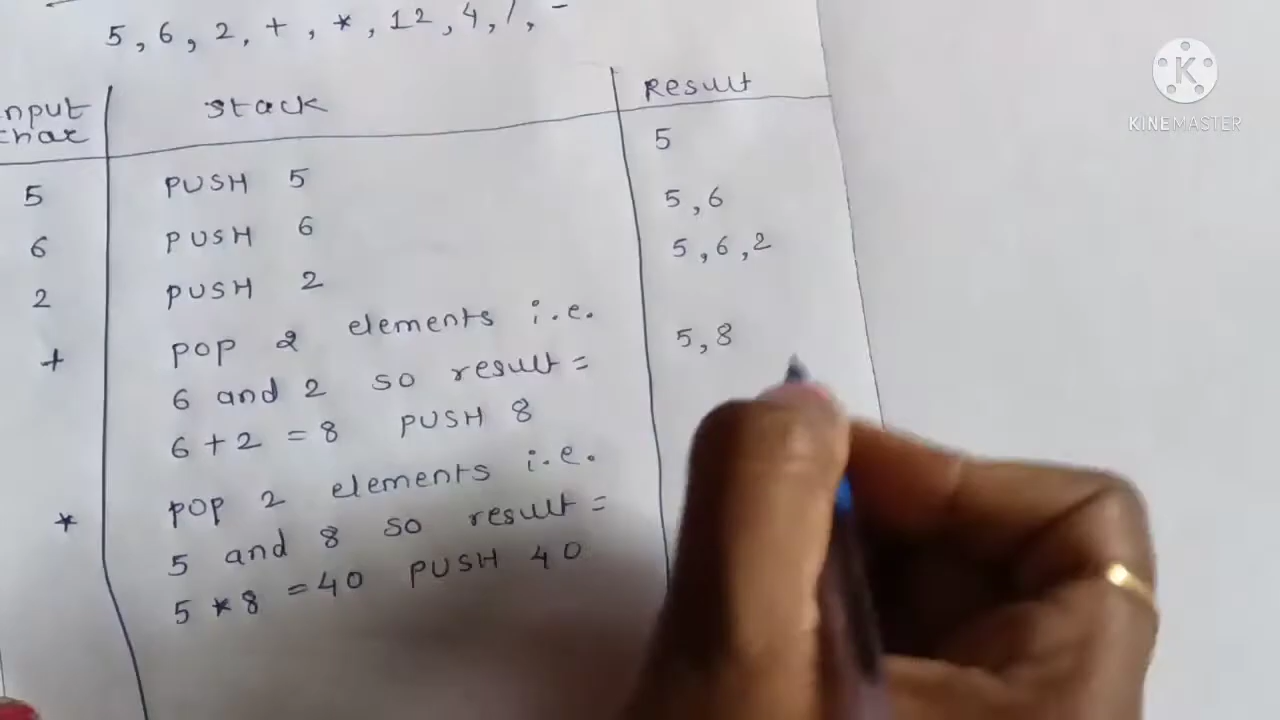 5, 6, 2, +, *, 12, 4, /, -
Stack
Result
5
PUSH 5
5
6
PUSH 6
5,6
2
PUSH 2
5,6,2
+
POP 2 elements i.e.
6 and 2 so result =
6+2 =8 PUSH 8
5,8
*
POP 2 elements i.e.
5 and 8 so result =
5 *8 =40 PUSH 40
KINEMASTER